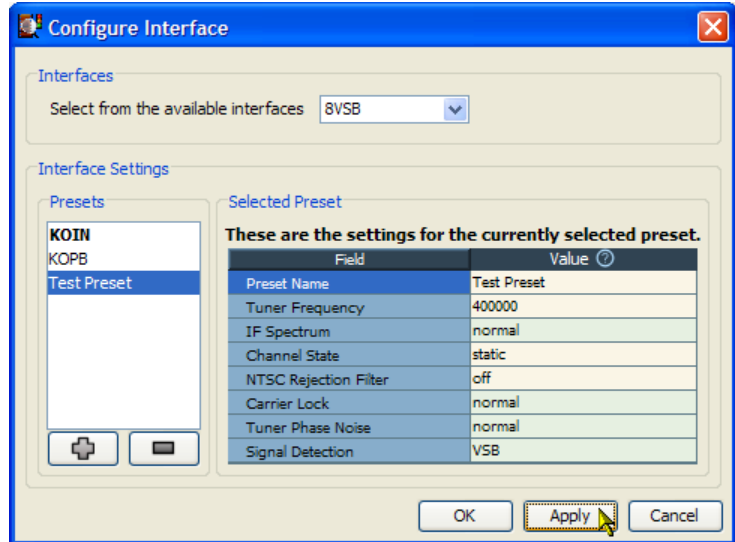 Configure Interface
Interfaces
Select from the available interfaces 8VSB
Interface Settings
Presets
KOIN
KOPB
Test Preset
Selected Preset
These are the settings for the currently selected preset.
Field Value ?
Preset Name Test Preset
Tuner Frequency 400000
IF Spectrum normal
Channel State static
NTSC Rejection Filter off
Carrier Lock normal
Tuner Phase Noise normal
Signal Detection VSB
OK Apply Cancel